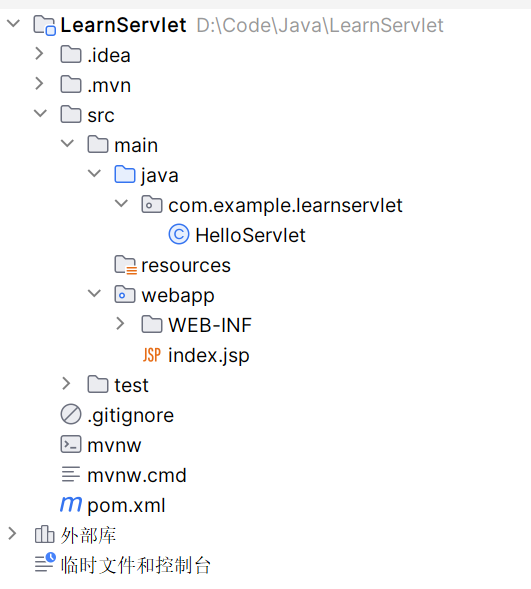 LearnServlet D:\Code\Java\LearnServlet
.idea
.mvn
src
main
java
com.example.learnservlet
C HelloServlet
resources
webapp
WEB-INF
JSP index.jsp
test
.gitignore
mvnw
mvnw.cmd
m pom.xml
外部库
临时文件和控制台